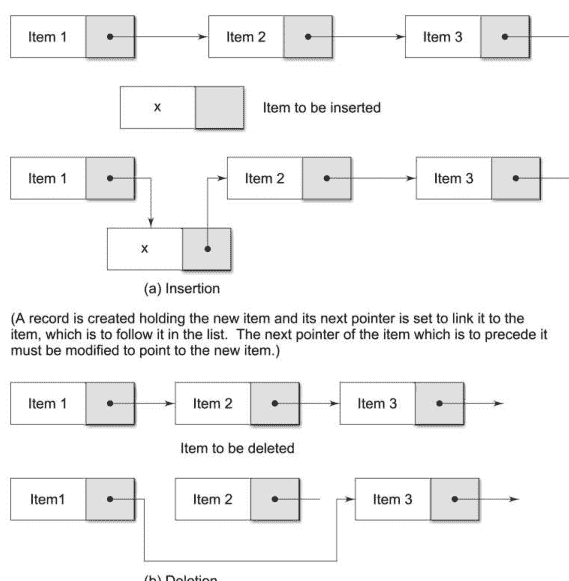 Item 1 Item 2 Item 3
x Item to be inserted
Item 1 Item 2 Item 3
x
(a) Insertion
(A record is created holding the new item and its next pointer is set to link it to the
item, which is to follow it in the list. The next pointer of the item which is to precede it
must be modified to point to the new item.)
Item 1 Item 2 Item 3
Item to be deleted
Item1 Item 2 Item 3
(b) Deletion